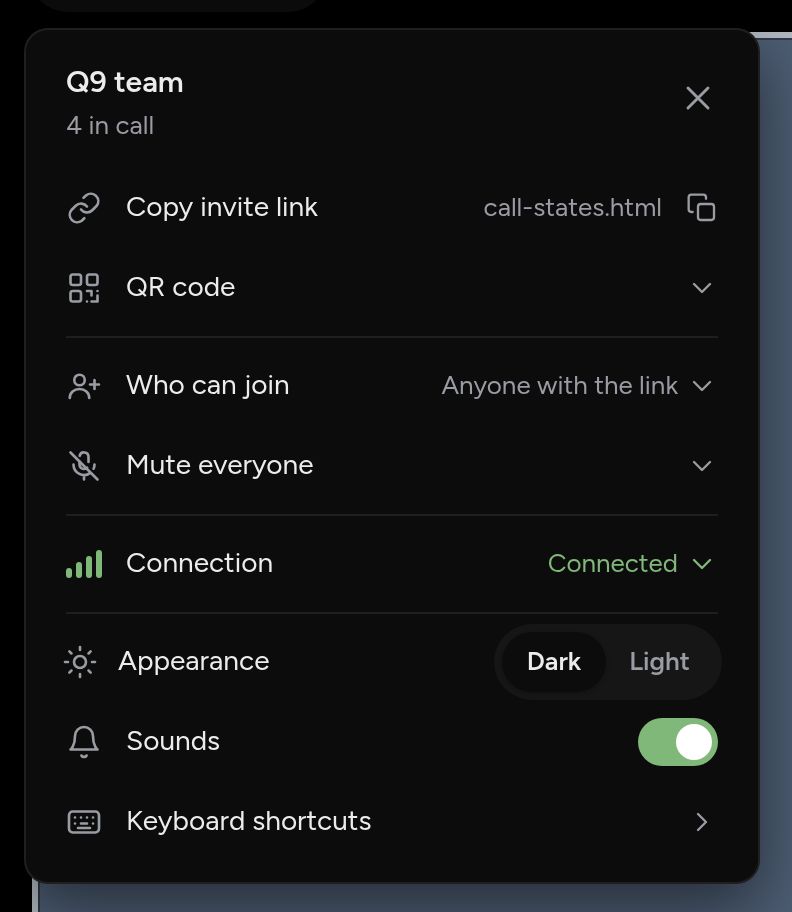 Q9 team
4 in call
Copy invite link call-states.html
QR code
Who can join Anyone with the link
Mute everyone
Connection Connected
Appearance Dark Light
Sounds
Keyboard shortcuts